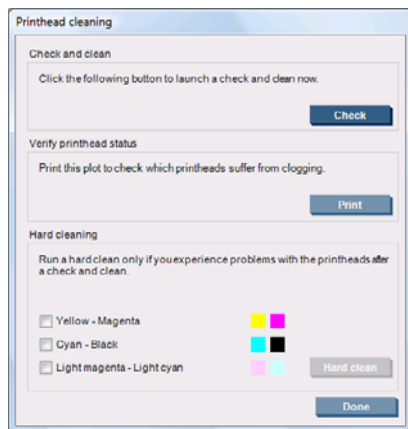 Printhead cleaning
Check and clean
Click the following button to launch a check and clean now.
Check
Verify printhead status
Print this plot to check which printheads suffer from clogging.
Print
Hard cleaning
Run a hard clean only if you experience problems with the printheads after
a check and clean.
Yellow - Magenta
Cyan - Black
Light magenta - Light cyan
Hard clean
Done